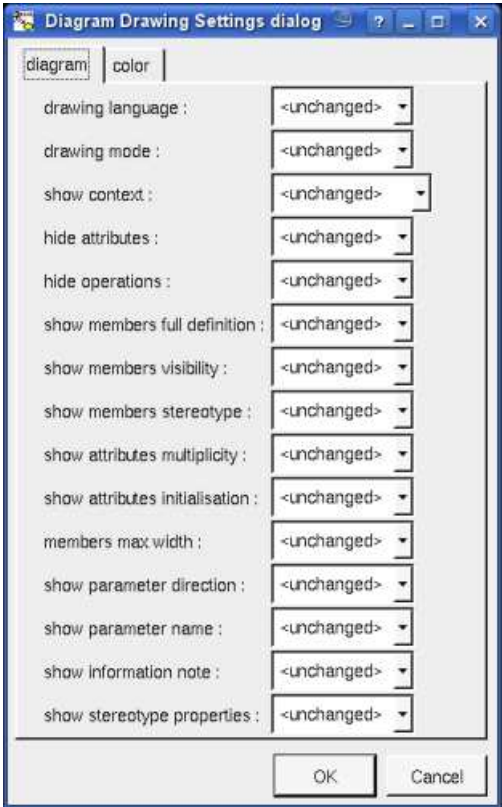 Diagram Drawing Settings dialog ?
diagram color
drawing language : <unchanged>
drawing mode : <unchanged>
show context : <unchanged>
hide attributes : <unchanged>
hide operations : <unchanged>
show members full definition : <unchanged>
show members visibility : <unchanged>
show members stereotype : <unchanged>
show attributes multiplicity : <unchanged>
show attributes initialisation : <unchanged>
members max width : <unchanged>
show parameter direction : <unchanged>
show parameter name : <unchanged>
show information note : <unchanged>
show stereotype properties : <unchanged>
OK Cancel